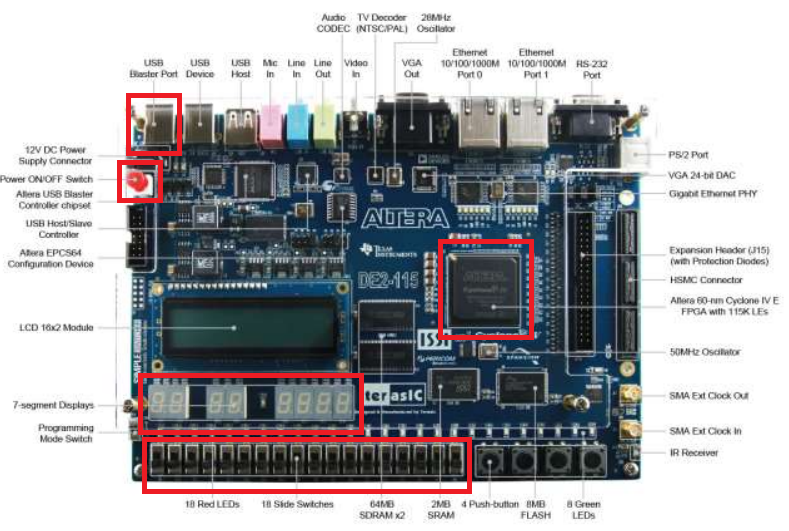 Audio
CODEC
TV Decoder
(NTSC/PAL)
28MHz
Oscillator
USB
Blaster Port
USB
Device
USB
Host
Mic
In
Line
In
Line
Out
Video
In
VGA
Out
Ethernet
10/100/1000M
Port 0
Ethernet
10/100/1000M
Port 1
RS-232
Port
12V DC Power
Supply Connector
Power ON/OFF Switch
Altera USB Blaster
Controller chipset
USB Host/Slave
Controller
Altera EPCS64
Configuration Device
LCD 16x2 Module
7-segment Displays
Programming
Mode Switch
PS/2 Port
VGA 24-bit DAC
Gigabit Ethernet PHY
Expansion Header (J15)
(with Protection Diodes)
HSMC Connector
Altera 60-nm Cyclone IV E
FPGA with 115K LEs
50MHz Oscillator
SMA Ext Clock Out
SMA Ext Clock In
IR Receiver
ALTERA
TEXAS
INSTRUMENTS
DE2-115
ISSI
terasIC
18 Red LEDs
18 Slide Switches
64MB
SDRAM x2
2MB
SRAM
4 Push-button
8MB
FLASH
8 Green
LEDs